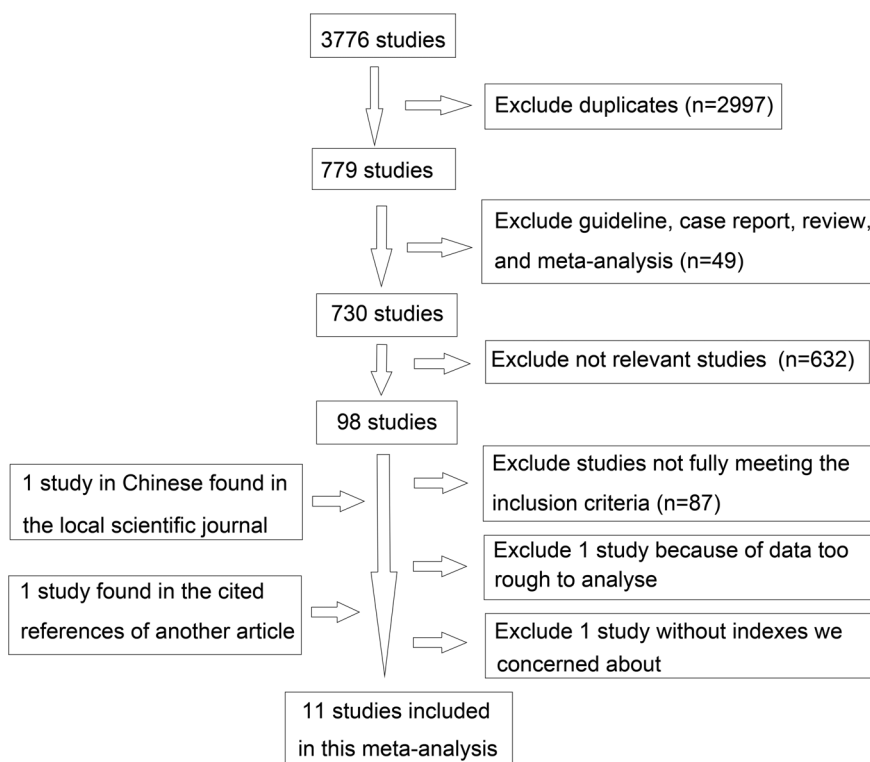 3776 studies
Exclude duplicates (n=2997)
779 studies
Exclude guideline, case report, review,
and meta-analysis (n=49)
730 studies
Exclude not relevant studies (n=632)
98 studies
1 study in Chinese found in
the local scientific journal
Exclude studies not fully meeting the
inclusion criteria (n=87)
Exclude 1 study because of data too
rough to analyse
1 study found in the cited
references of another article
Exclude 1 study without indexes we
concerned about
11 studies included
in this meta-analysis